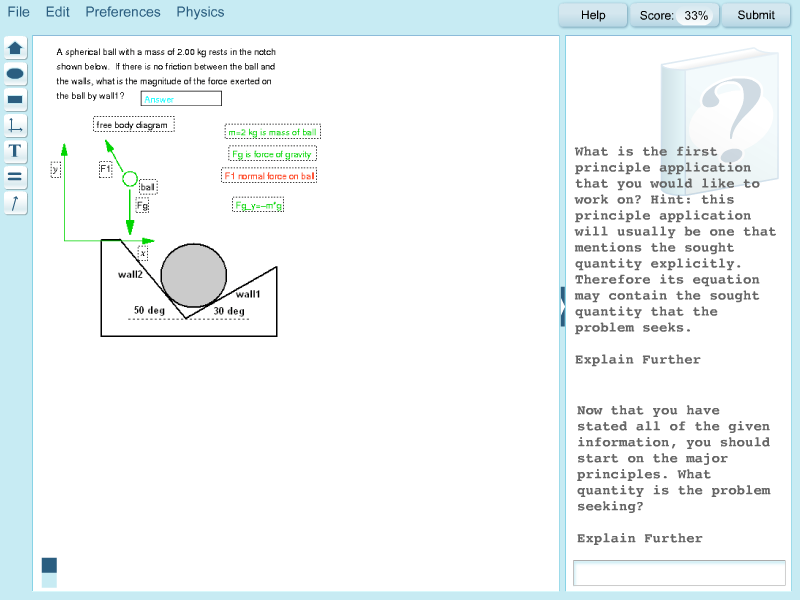 File Edit Preferences Physics
Help Score: 33% Submit
A spherical ball with a mass of 2.00 kg rests in the notch
shown below. If there is no friction between the ball and
the walls, what is the magnitude of the force exerted on
the ball by wall1? Answer
free body diagram
m=2 kg is mass of ball
Fg is force of gravity
F1 normal force on ball
Fg_y=-m*g
y
F1
ball
Fg
x
wall2
wall1
50 deg 30 deg
T
What is the first
principle application
that you would like to
work on? Hint: this
principle application
will usually be one that
mentions the sought
quantity explicitly.
Therefore its equation
may contain the sought
quantity that the
problem seeks.
Explain Further
Now that you have
stated all of the given
information, you should
start on the major
principles. What
quantity is the problem
seeking?
Explain Further